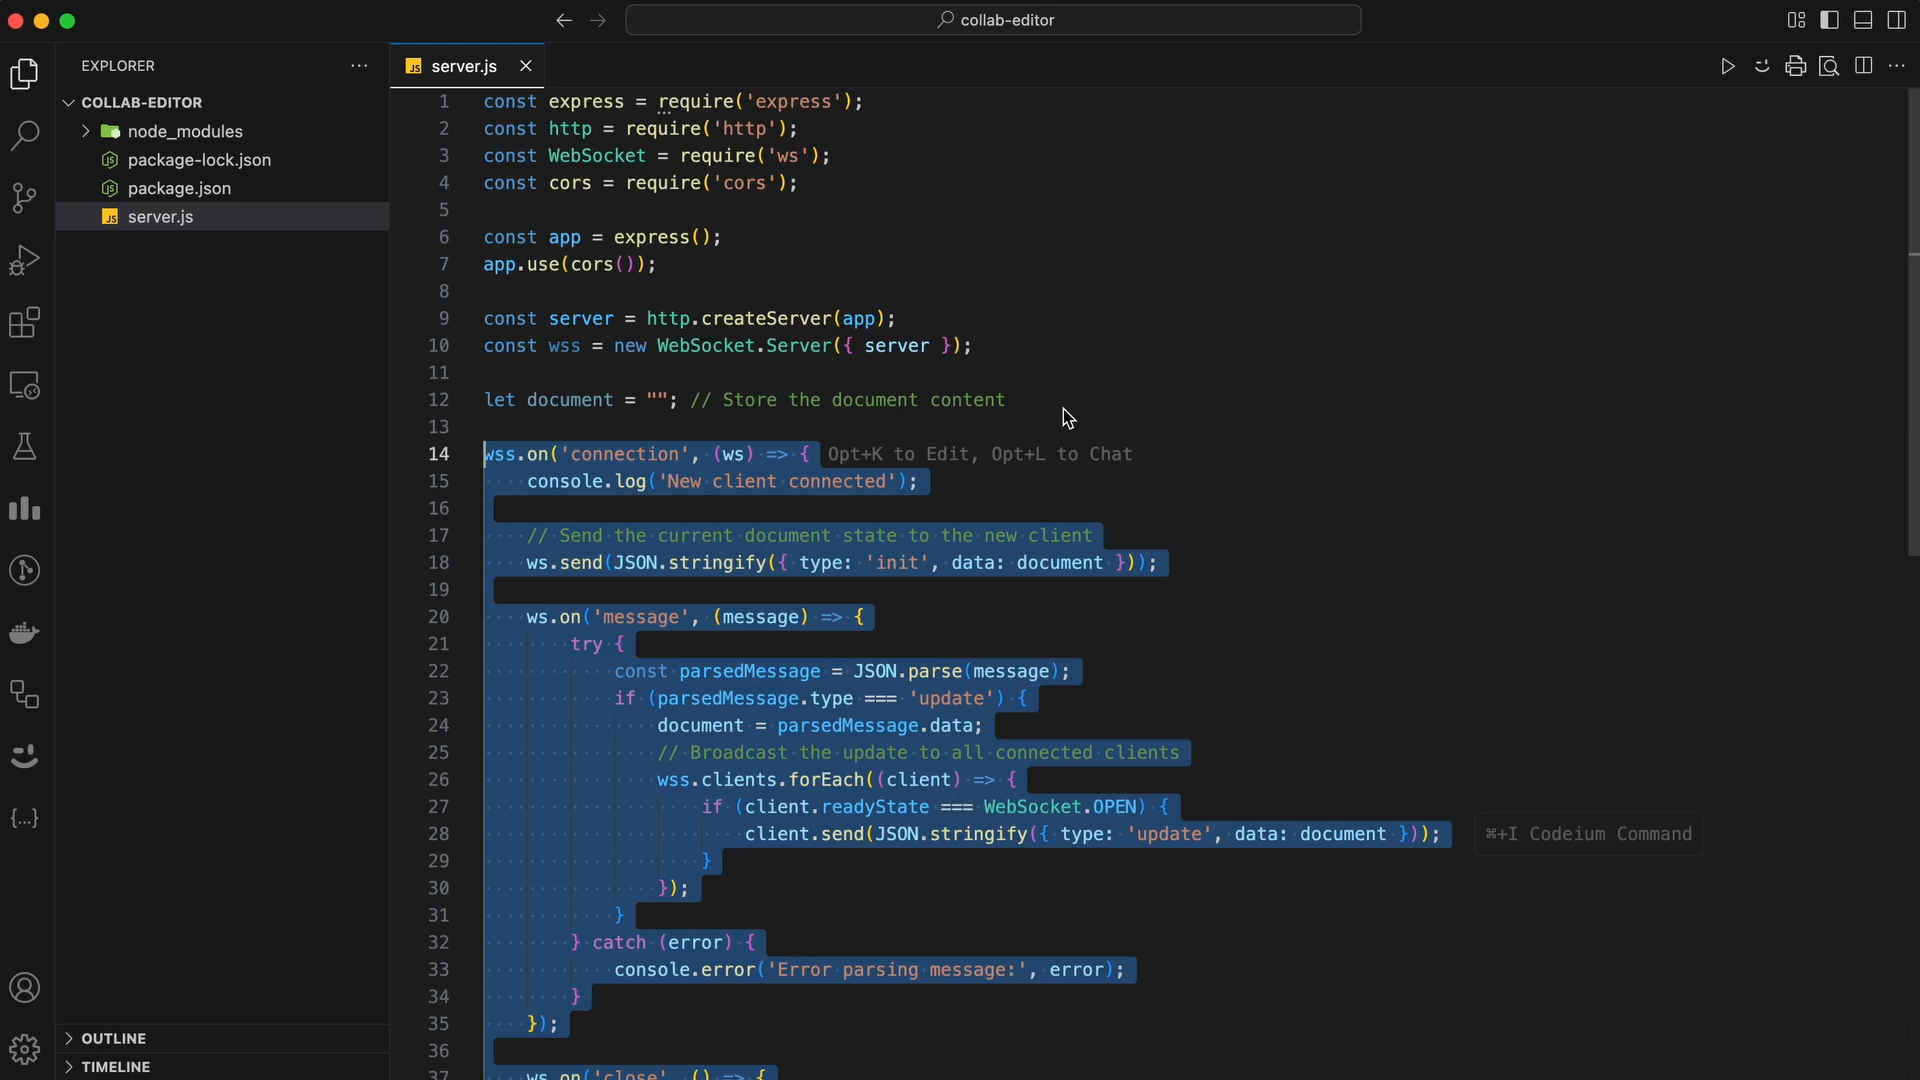 collab-editor
EXPLORER
COLLAB-EDITOR
node_modules
package-lock.json
package.json
JS server.js
OUTLINE
TIMELINE
JS server.js
1 const express = require('express');
2 const http = require('http');
3 const WebSocket = require('ws');
4 const cors = require('cors');
5
6 const app = express();
7 app.use(cors());
8
9 const server = http.createServer(app);
10 const wss = new WebSocket.Server({ server });
11
12 let document = ""; // Store the document content
13
14 wss.on('connection', (ws) => { Opt+K to Edit, Opt+L to Chat
15 console.log('New client connected');
16
17 // Send the current document state to the new client
18 ws.send(JSON.stringify({ type: 'init', data: document }));
19
20 ws.on('message', (message) => {
21 try {
22 const parsedMessage = JSON.parse(message);
23 if (parsedMessage.type === 'update') {
24 document = parsedMessage.data;
25 // Broadcast the update to all connected clients
26 wss.clients.forEach((client) => {
27 if (client.readyState === WebSocket.OPEN) {
28 client.send(JSON.stringify({ type: 'update', data: document })); ⌘+I Codeium Command
29 }
30 });
31 }
32 } catch (error) {
33 console.error('Error parsing message:', error);
34 }
35 });
36
37 ws.on('close', () => {